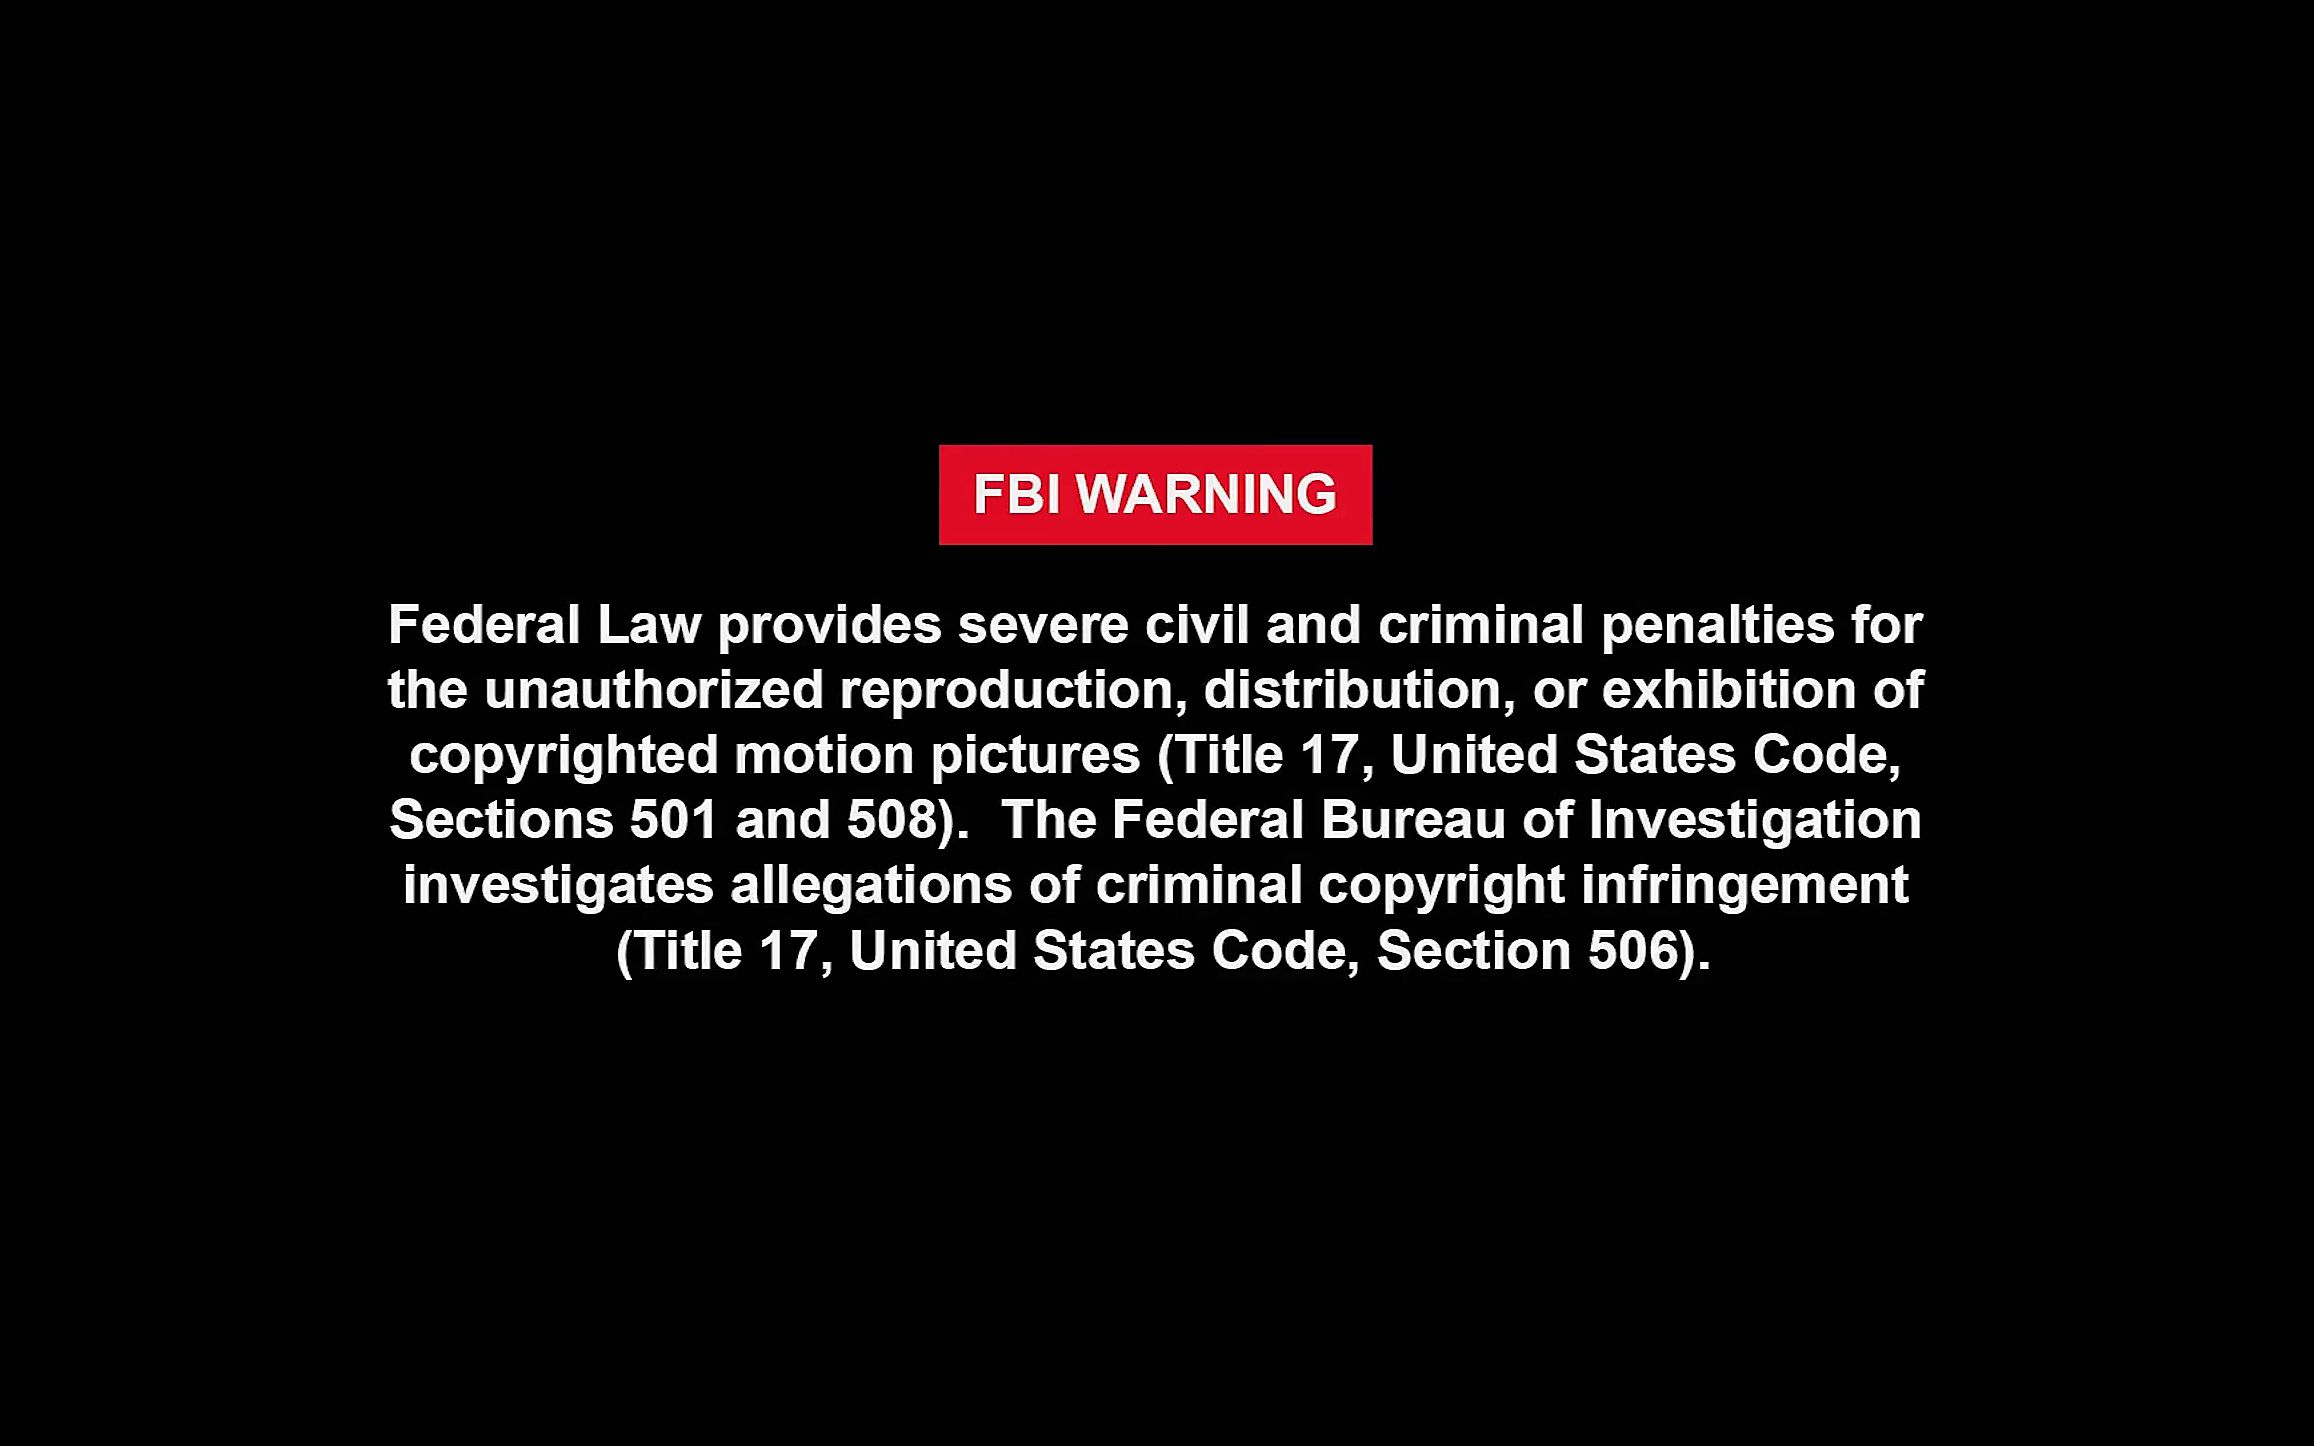 FBI WARNING
Federal Law provides severe civil and criminal penalties for
the unauthorized reproduction, distribution, or exhibition of
copyrighted motion pictures (Title 17, United States Code,
Sections 501 and 508).  The Federal Bureau of Investigation
investigates allegations of criminal copyright infringement
(Title 17, United States Code, Section 506).